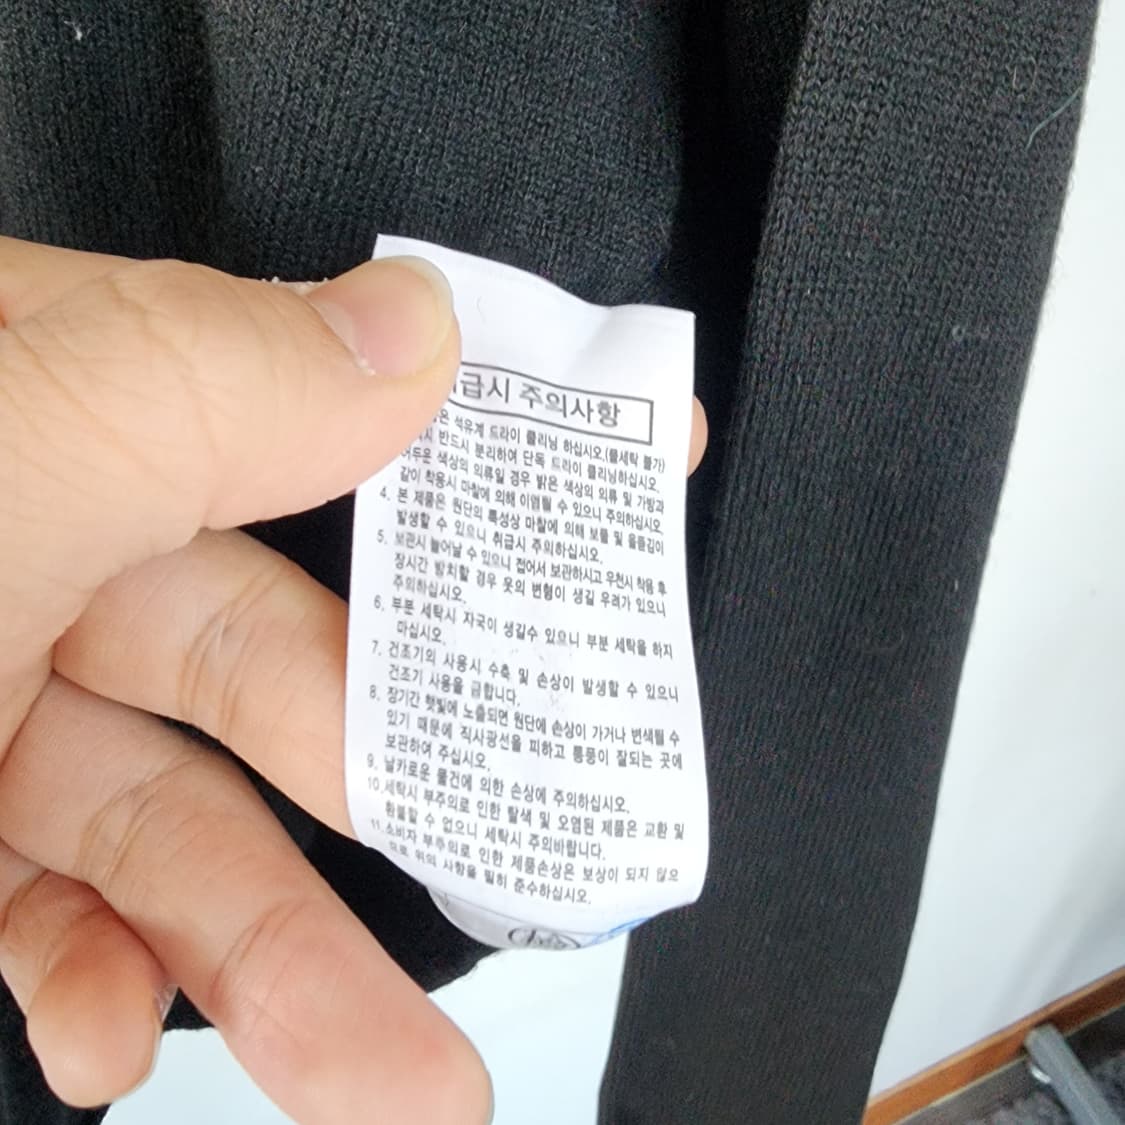 급시 주의사항
은 석유계 드라이 클리닝 하십시오.(물세탁 불가)
시 반드시 분리하여 단독 드라이 클리닝하십시오.
어두운 색상의 의류일 경우 밝은 색상의 의류 및 가방과
같이 착용시 마찰에 의해 이염될 수 있으니 주의하십시오.
4. 본 제품은 원단의 특성상 마찰에 의해 보풀 및 올뜯김이
발생할 수 있으니 취급시 주의하십시오.
5. 보관시 늘어날 수 있으니 접어서 보관하시고 우천시 착용 후
장시간 방치할 경우 옷의 변형이 생길 우려가 있으니
주의하십시오.
6. 부분 세탁시 자국이 생길수 있으니 부분 세탁을 하지
마십시오.
7. 건조기의 사용시 수축 및 손상이 발생할 수 있으니
건조기 사용을 금합니다.
8. 장기간 햇빛에 노출되면 원단에 손상이 가거나 변색될 수
있기 때문에 직사광선을 피하고 통풍이 잘되는 곳에
보관하여 주십시오.
9. 날카로운 물건에 의한 손상에 주의하십시오.
10.세탁시 부주의로 인한 탈색 및 오염된 제품은 교환 및
환불할 수 없으니 세탁시 주의바랍니다.
11.소비자 부주의로 인한 제품손상은 보상이 되지 않으
므로 위의 사항을 필히 준수하십시오.